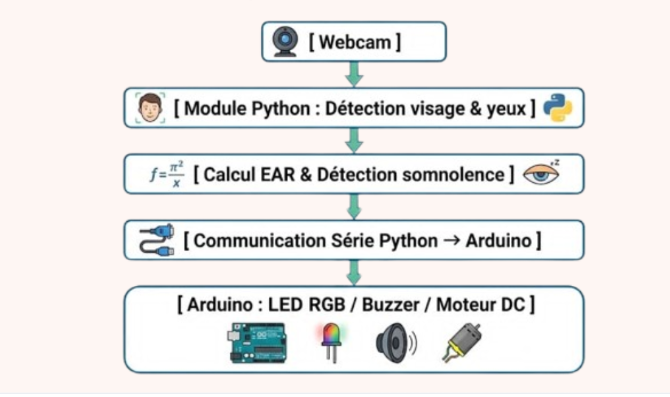 [ Webcam ]
[ Module Python : Détection visage & yeux ]
f=π²/x [ Calcul EAR & Détection somnolence ] zz
[ Communication Série Python → Arduino ]
[ Arduino : LED RGB / Buzzer / Moteur DC ]